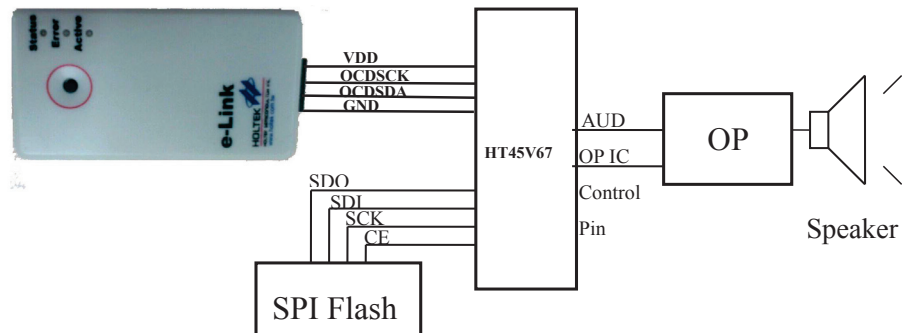 Status
Error
Active
e-Link
HOLTEK
VDD
OCDSCK
OCDSDA
GND
HT45V67
AUD
OP IC
Control
Pin
OP
Speaker
SDO
SDI
SCK
CE
SPI Flash